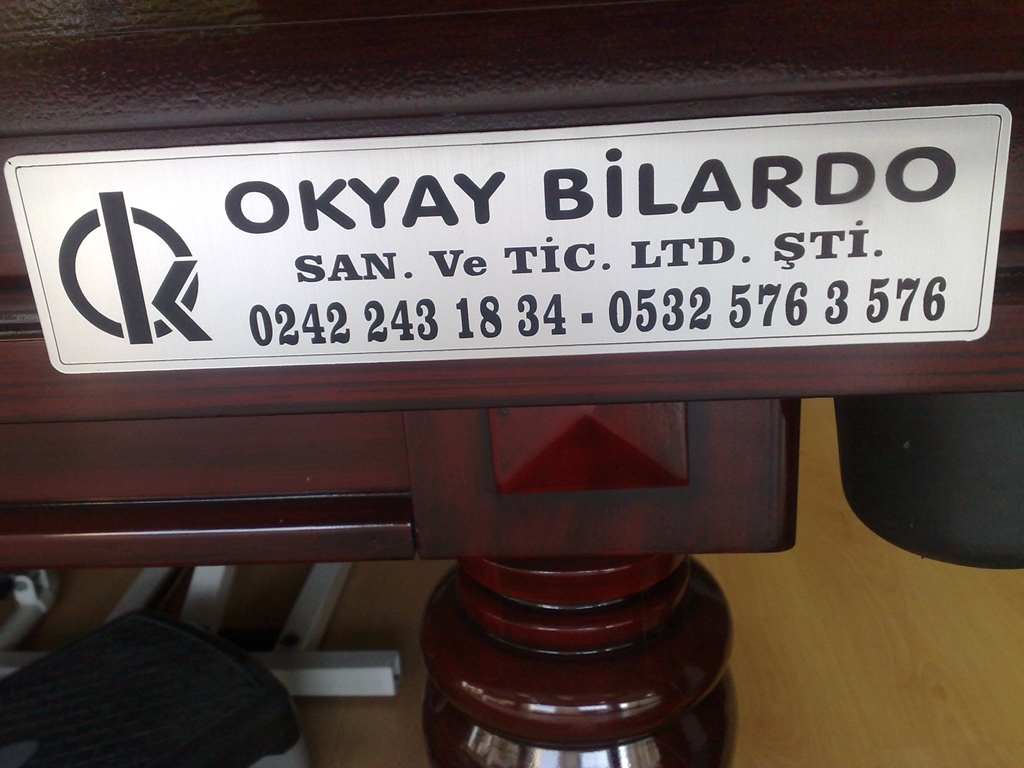 OKYAY BİLARDO
SAN. Ve TİC. LTD. ŞTİ.
0242 243 18 34 - 0532 576 3 576